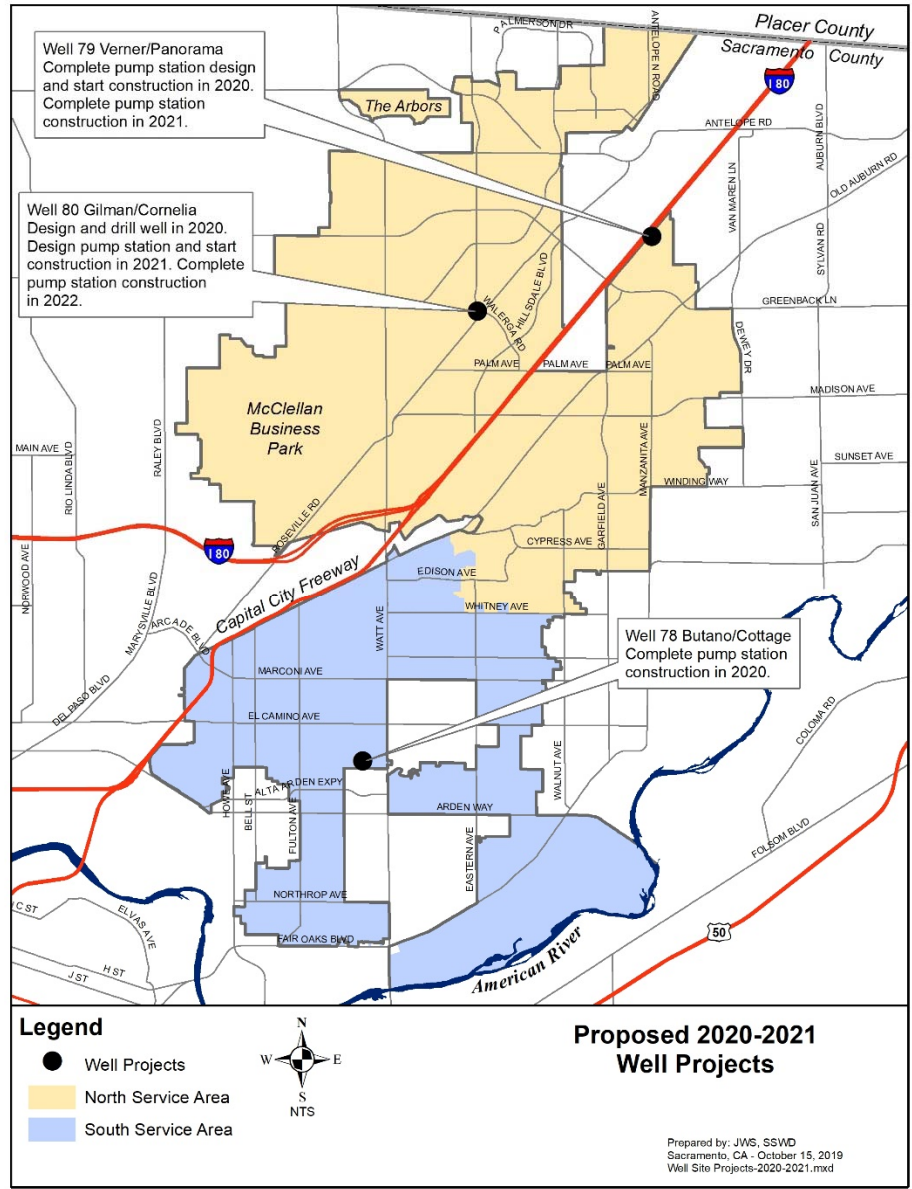 PALMERSON DR
ANTELOPE N ROAD
Placer County
Sacramento County
I 80
Well 79 Verner/Panorama
Complete pump station design
and start construction in 2020.
Complete pump station
construction in 2021.
The Arbors
ANTELOPE RD
AUBURN BLVD
OLD AUBURN RD
VAN MAREN LN
SYLVAN RD
Well 80 Gilman/Cornelia
Design and drill well in 2020.
Design pump station and start
construction in 2021. Complete
pump station construction
in 2022.
HILLSDALE BLVD
WALERGA RD
GREENBACK LN
DEWEY DR
PALM AVE
PALM AVE
PALM AVE
MADISON AVE
McClellan
Business
Park
MAIN AVE
RIO LINDA BLVD
RALEY BLVD
MANZANITA AVE
SUNSET AVE
SAN JUAN AVE
WINDING WAY
GARFIELD AVE
ROSEVILLE RD
I 80
CYPRESS AVE
NORWOOD AVE
EDISON AVE
Capital City Freeway
MARYSVILLE BLVD
WHITNEY AVE
ARCADE BLVD
WATT AVE
Well 78 Butano/Cottage
Complete pump station
construction in 2020.
MARCONI AVE
DEL PASO BLVD
EL CAMINO AVE
COLOMA RD
WALNUT AVE
ALTA ARDEN EXPY
HOWE AVE
BELL ST
FULTON AVE
ARDEN WAY
EASTERN AVE
FOLSOM BLVD
NORTHROP AVE
C ST
ELVAS AVE
FAIR OAKS BLVD
50
H ST
J ST
American River
Legend
Well Projects
North Service Area
South Service Area
N
W E
S
NTS
Proposed 2020-2021
Well Projects
Prepared by: JWS, SSWD
Sacramento, CA - October 15, 2019
Well Site Projects-2020-2021.mxd